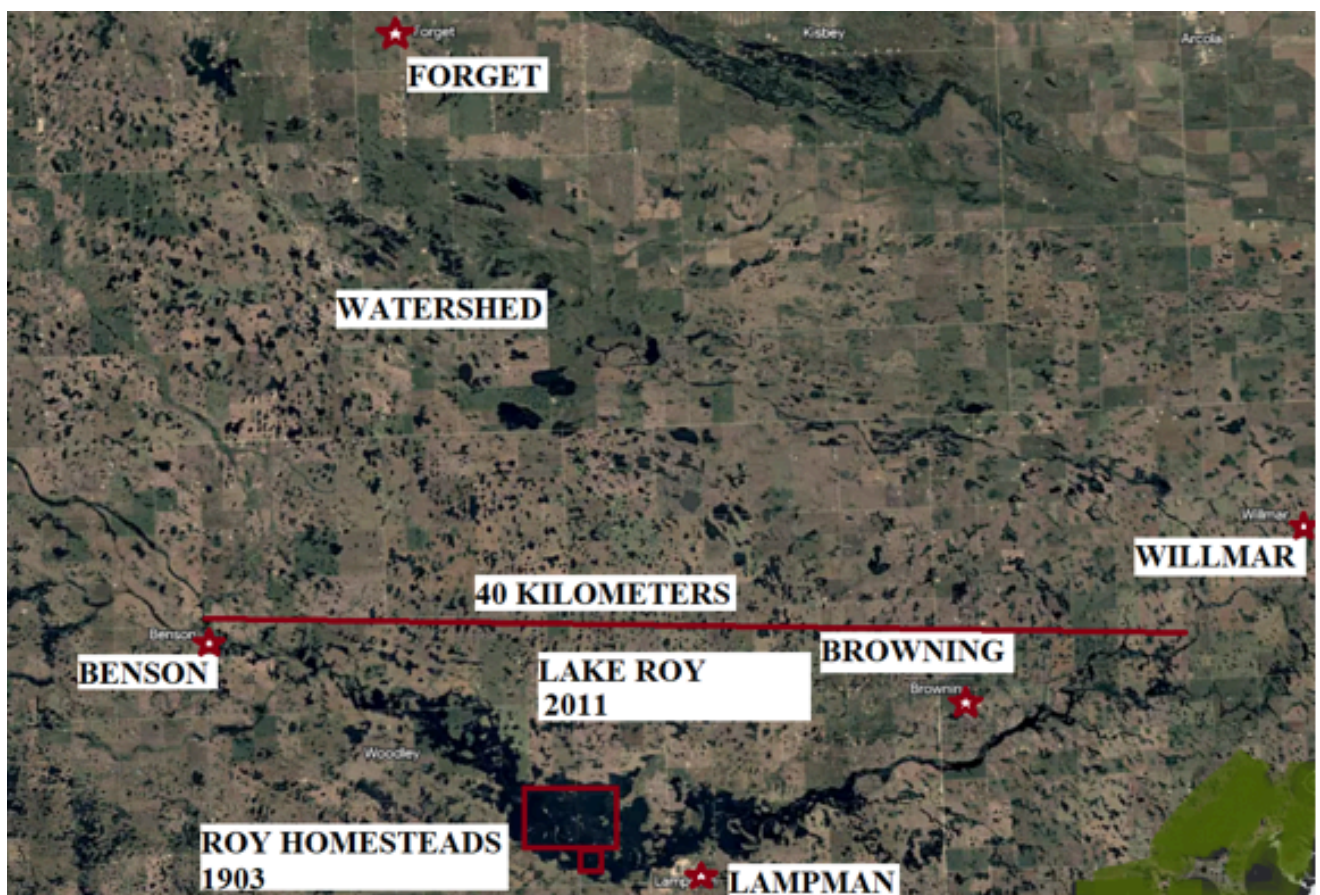 Forget
Kisbey
Arcola
FORGET
WATERSHED
Willmar
WILLMAR
40 KILOMETERS
Benson
BENSON
BROWNING
LAKE ROY
2011
Browning
Woodley
ROY HOMESTEADS
1903
LAMPMAN